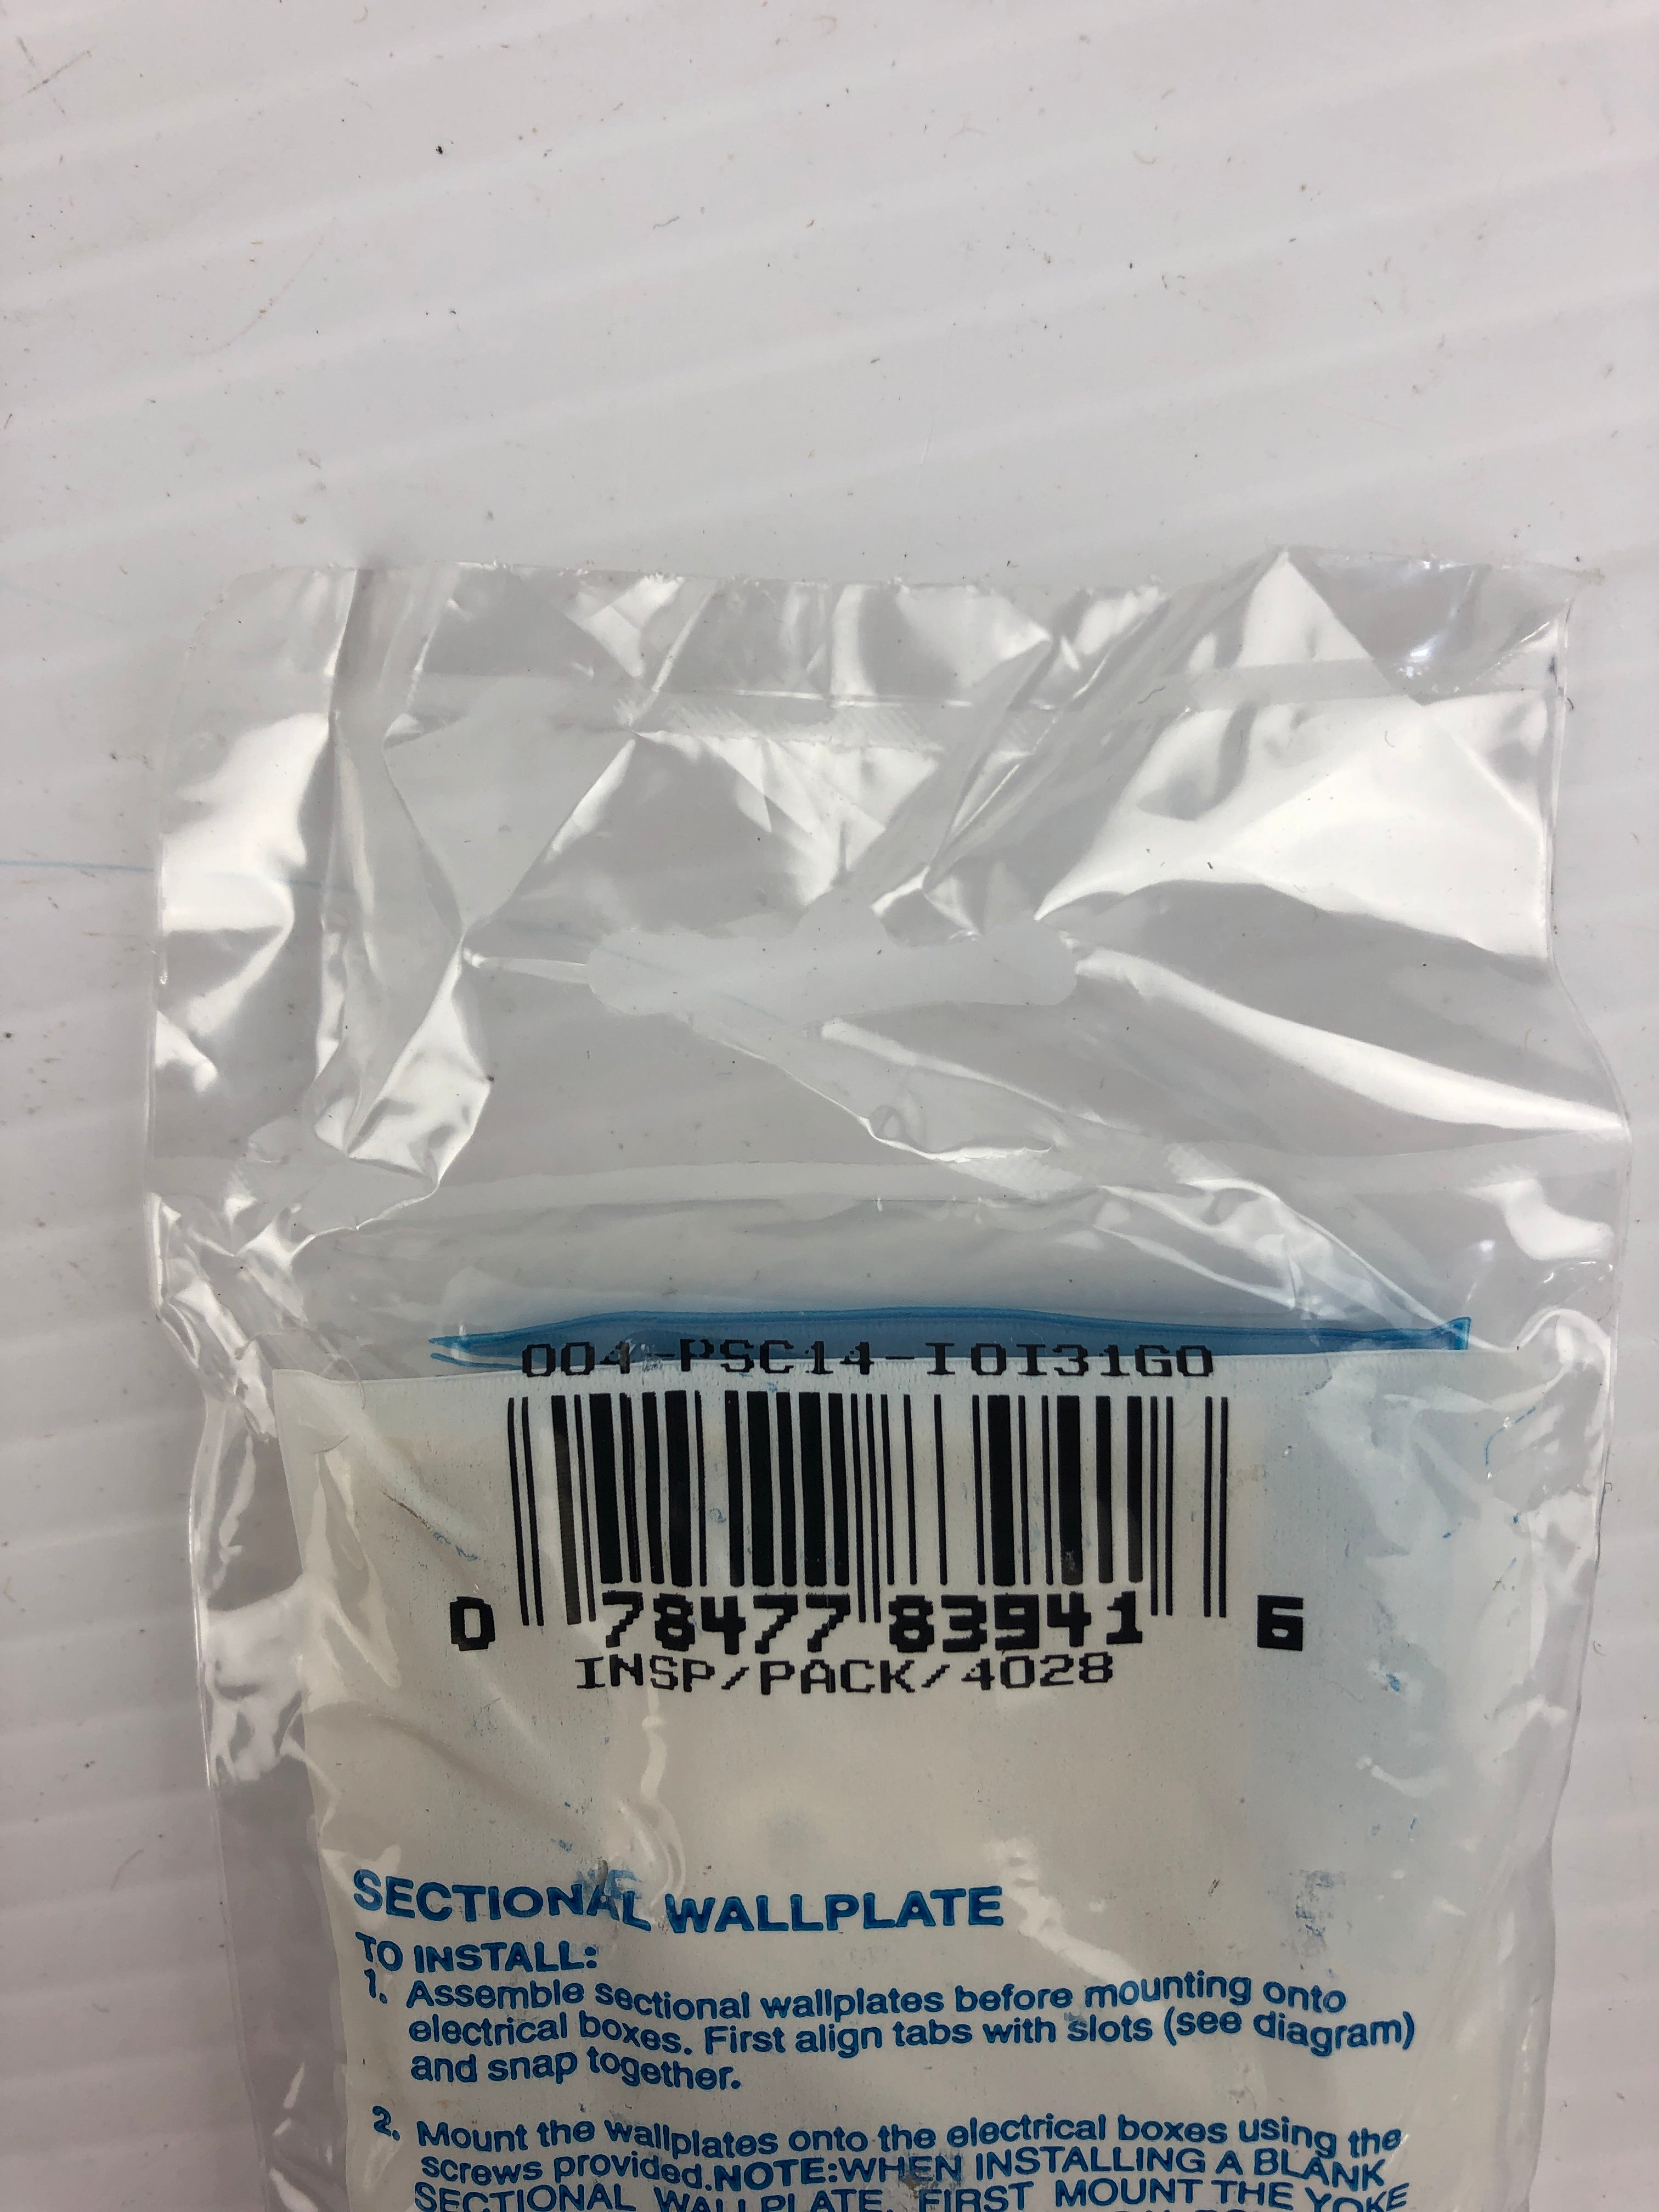 004-PSC14-I0I31G0
0 78477 83941 6
INSP/PACK/4028
SECTIONAL WALLPLATE
TO INSTALL:
1. Assemble sectional wallplates before mounting onto
electrical boxes. First align tabs with slots (see diagram)
and snap together.
2. Mount the wallplates onto the electrical boxes using the
screws provided.NOTE:WHEN INSTALLING A BLANK
SECTIONAL WALLPLATE, FIRST MOUNT THE YOKE